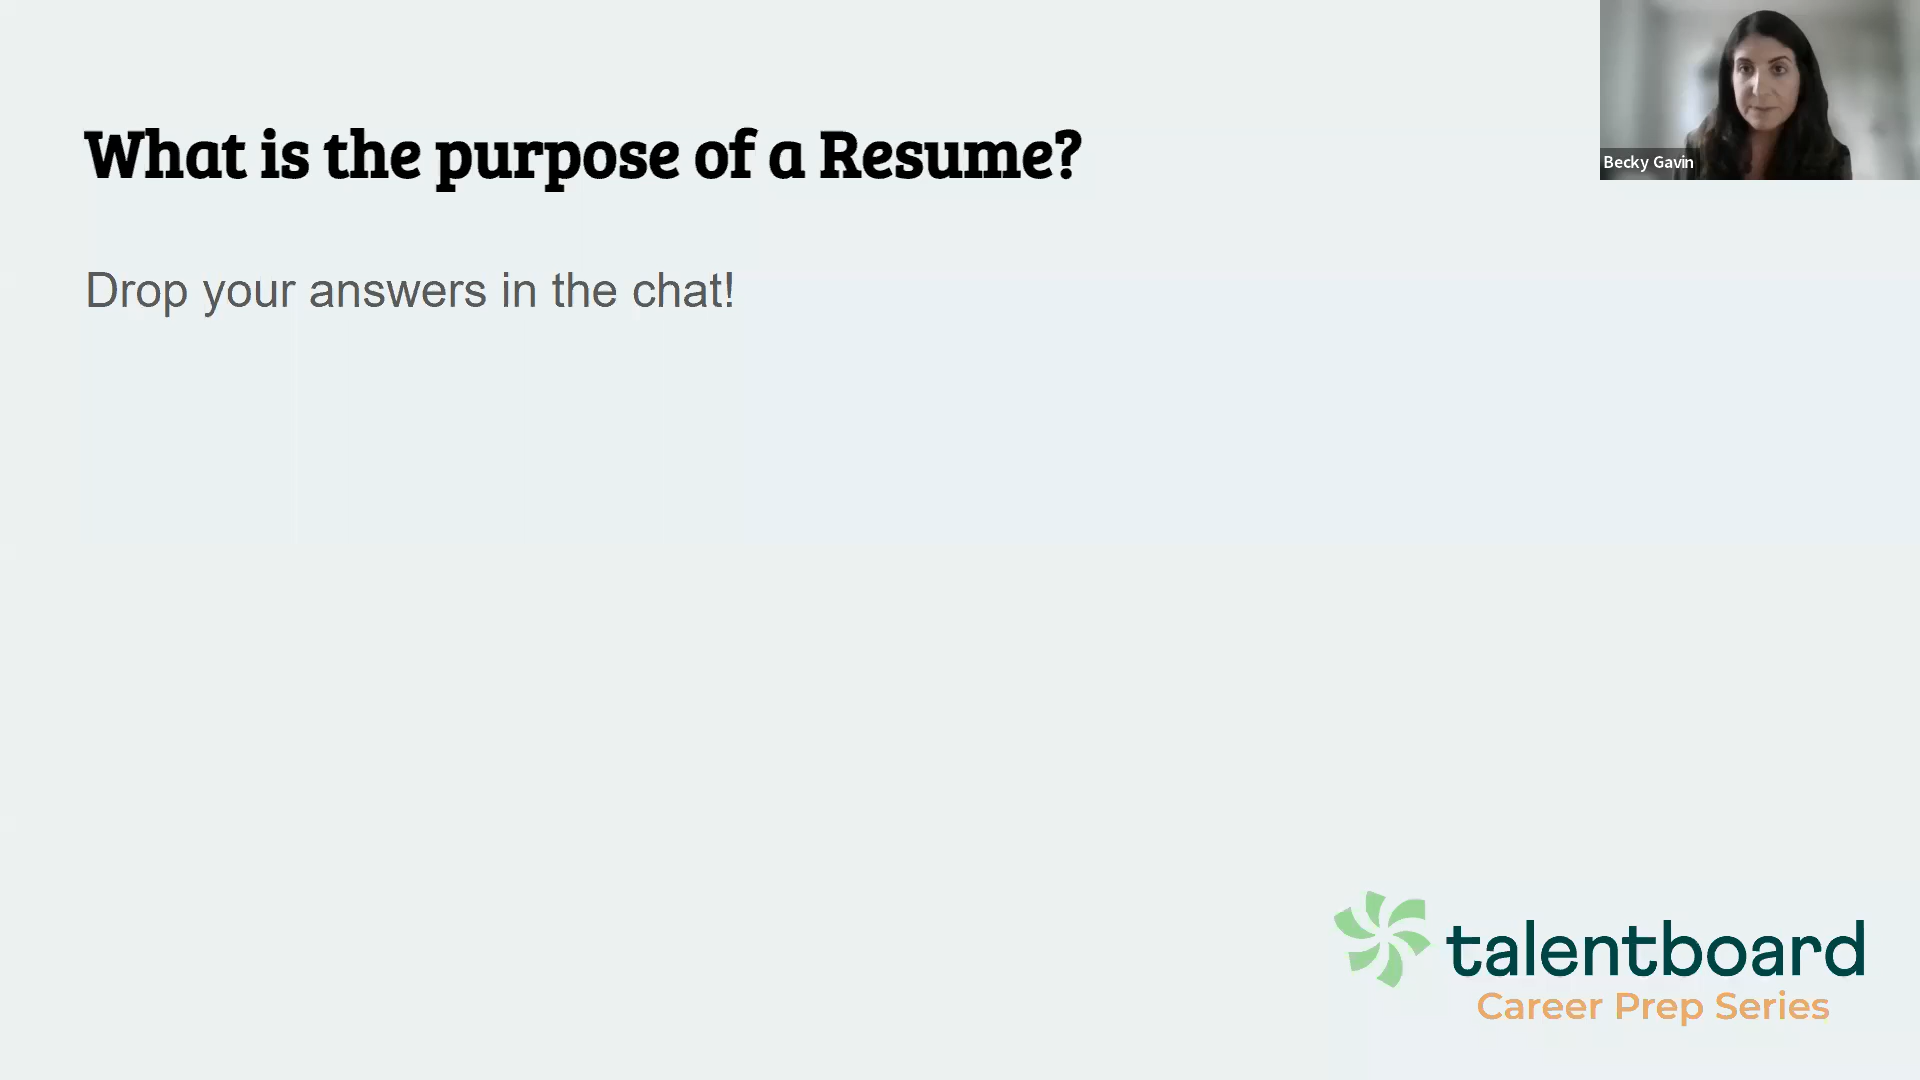 What is the purpose of a Resume?
Drop your answers in the chat!
Becky Gavin
talentboard
Career Prep Series